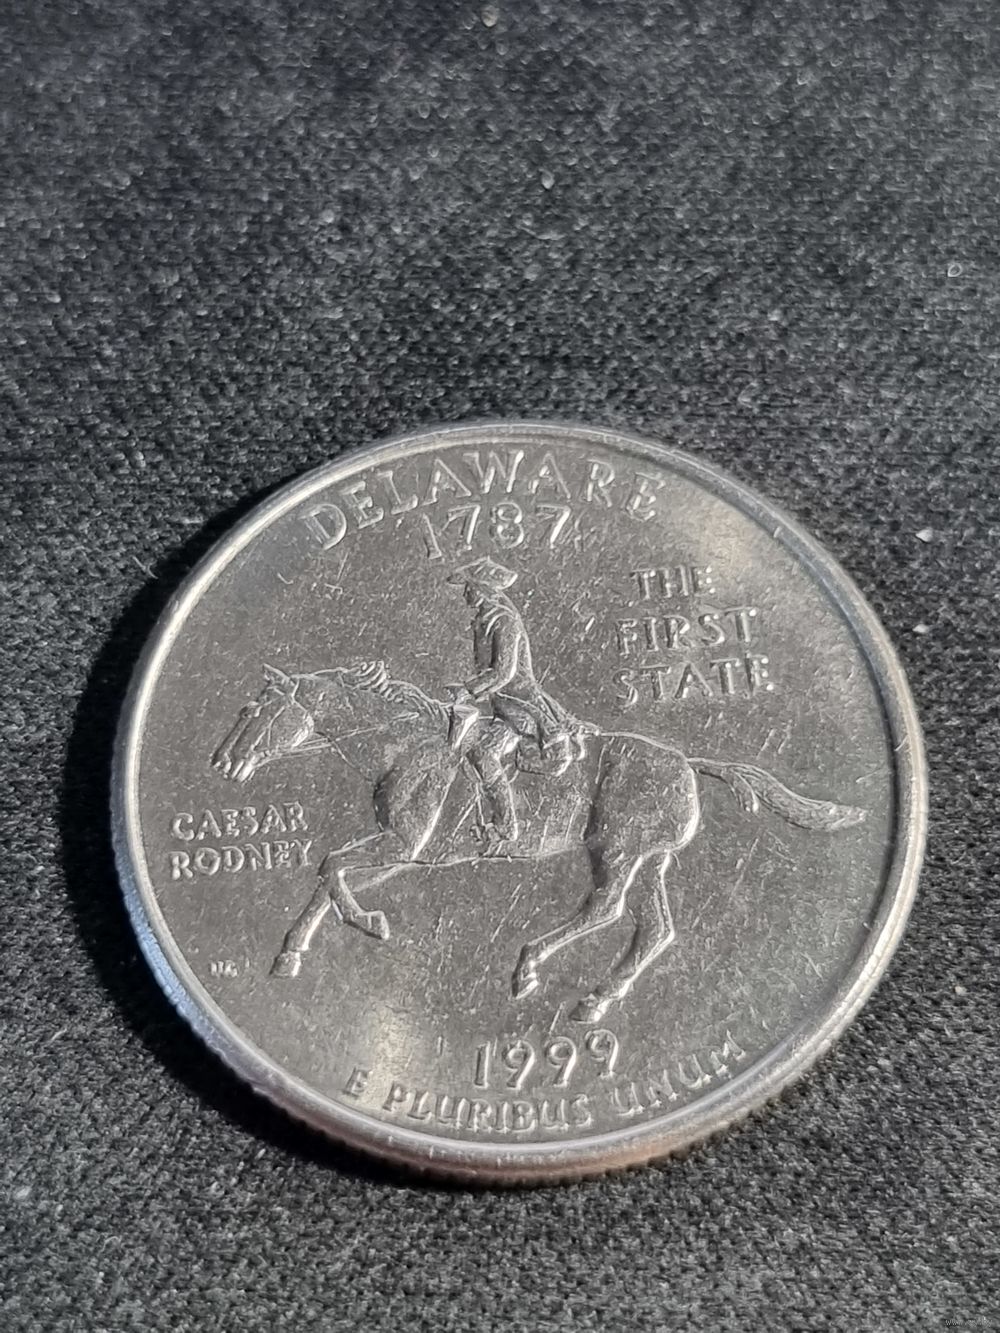 DELAWARE
1787
THE
FIRST
STATE
CAESAR
RODNEY
1999
E PLURIBUS UNUM